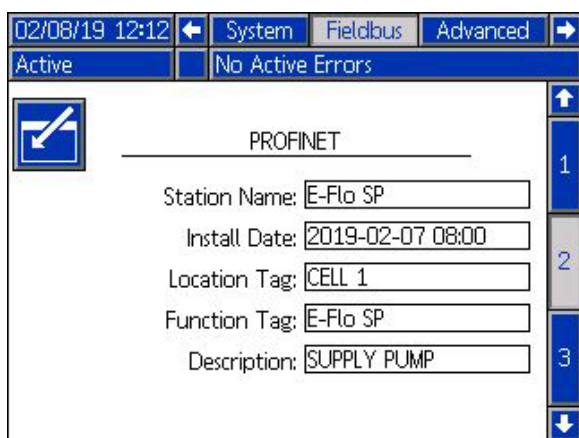 02/08/19 12:12 System Fieldbus Advanced
Active No Active Errors
PROFINET
1
Station Name: E-Flo SP
Install Date: 2019-02-07 08:00
2
Location Tag: CELL 1
Function Tag: E-Flo SP
Description: SUPPLY PUMP
3